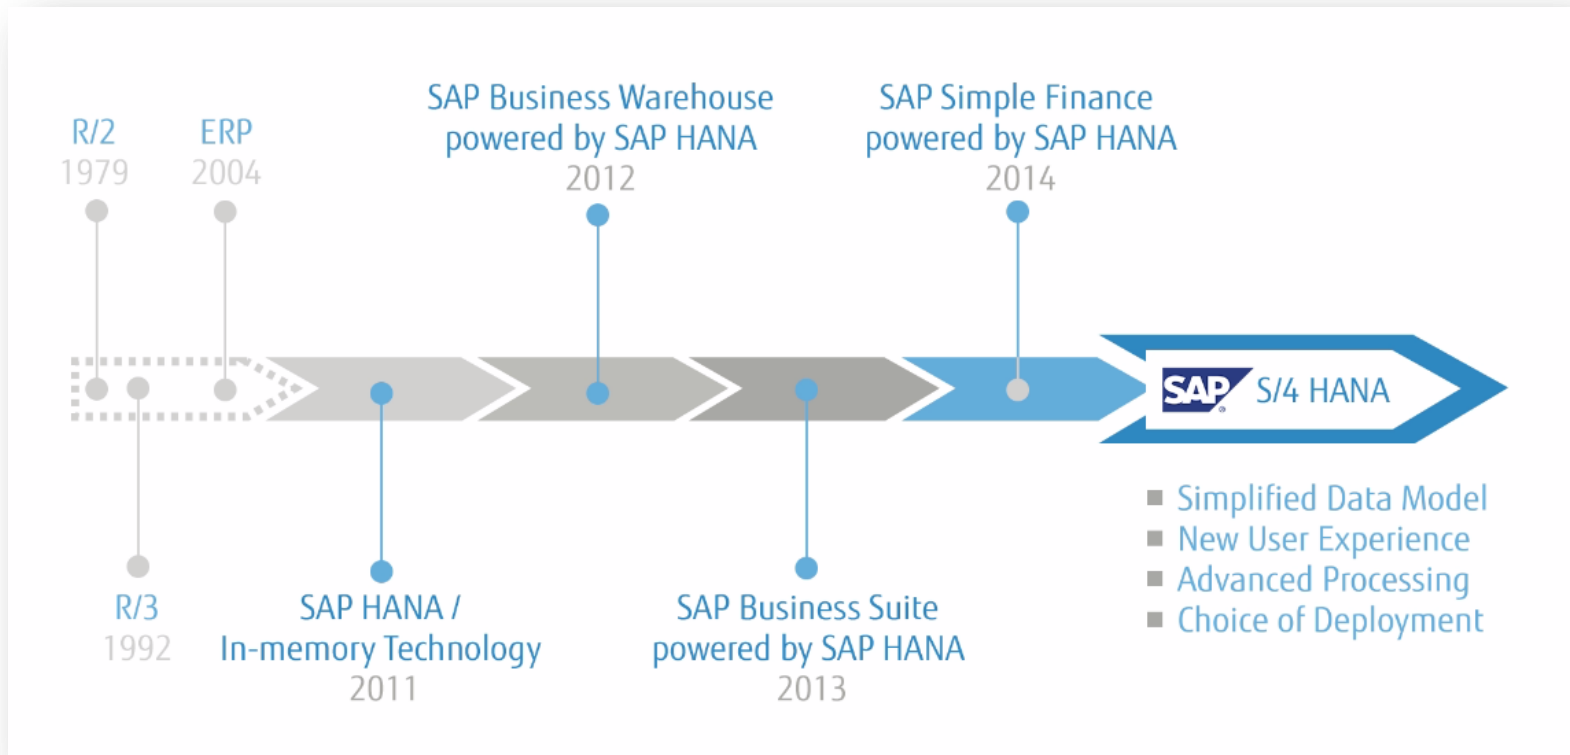 R/2
1979
ERP
2004
SAP Business Warehouse
powered by SAP HANA
2012
SAP Simple Finance
powered by SAP HANA
2014
SAP ® S/4 HANA
R/3
1992
SAP HANA /
In-memory Technology
2011
SAP Business Suite
powered by SAP HANA
2013
Simplified Data Model
New User Experience
Advanced Processing
Choice of Deployment